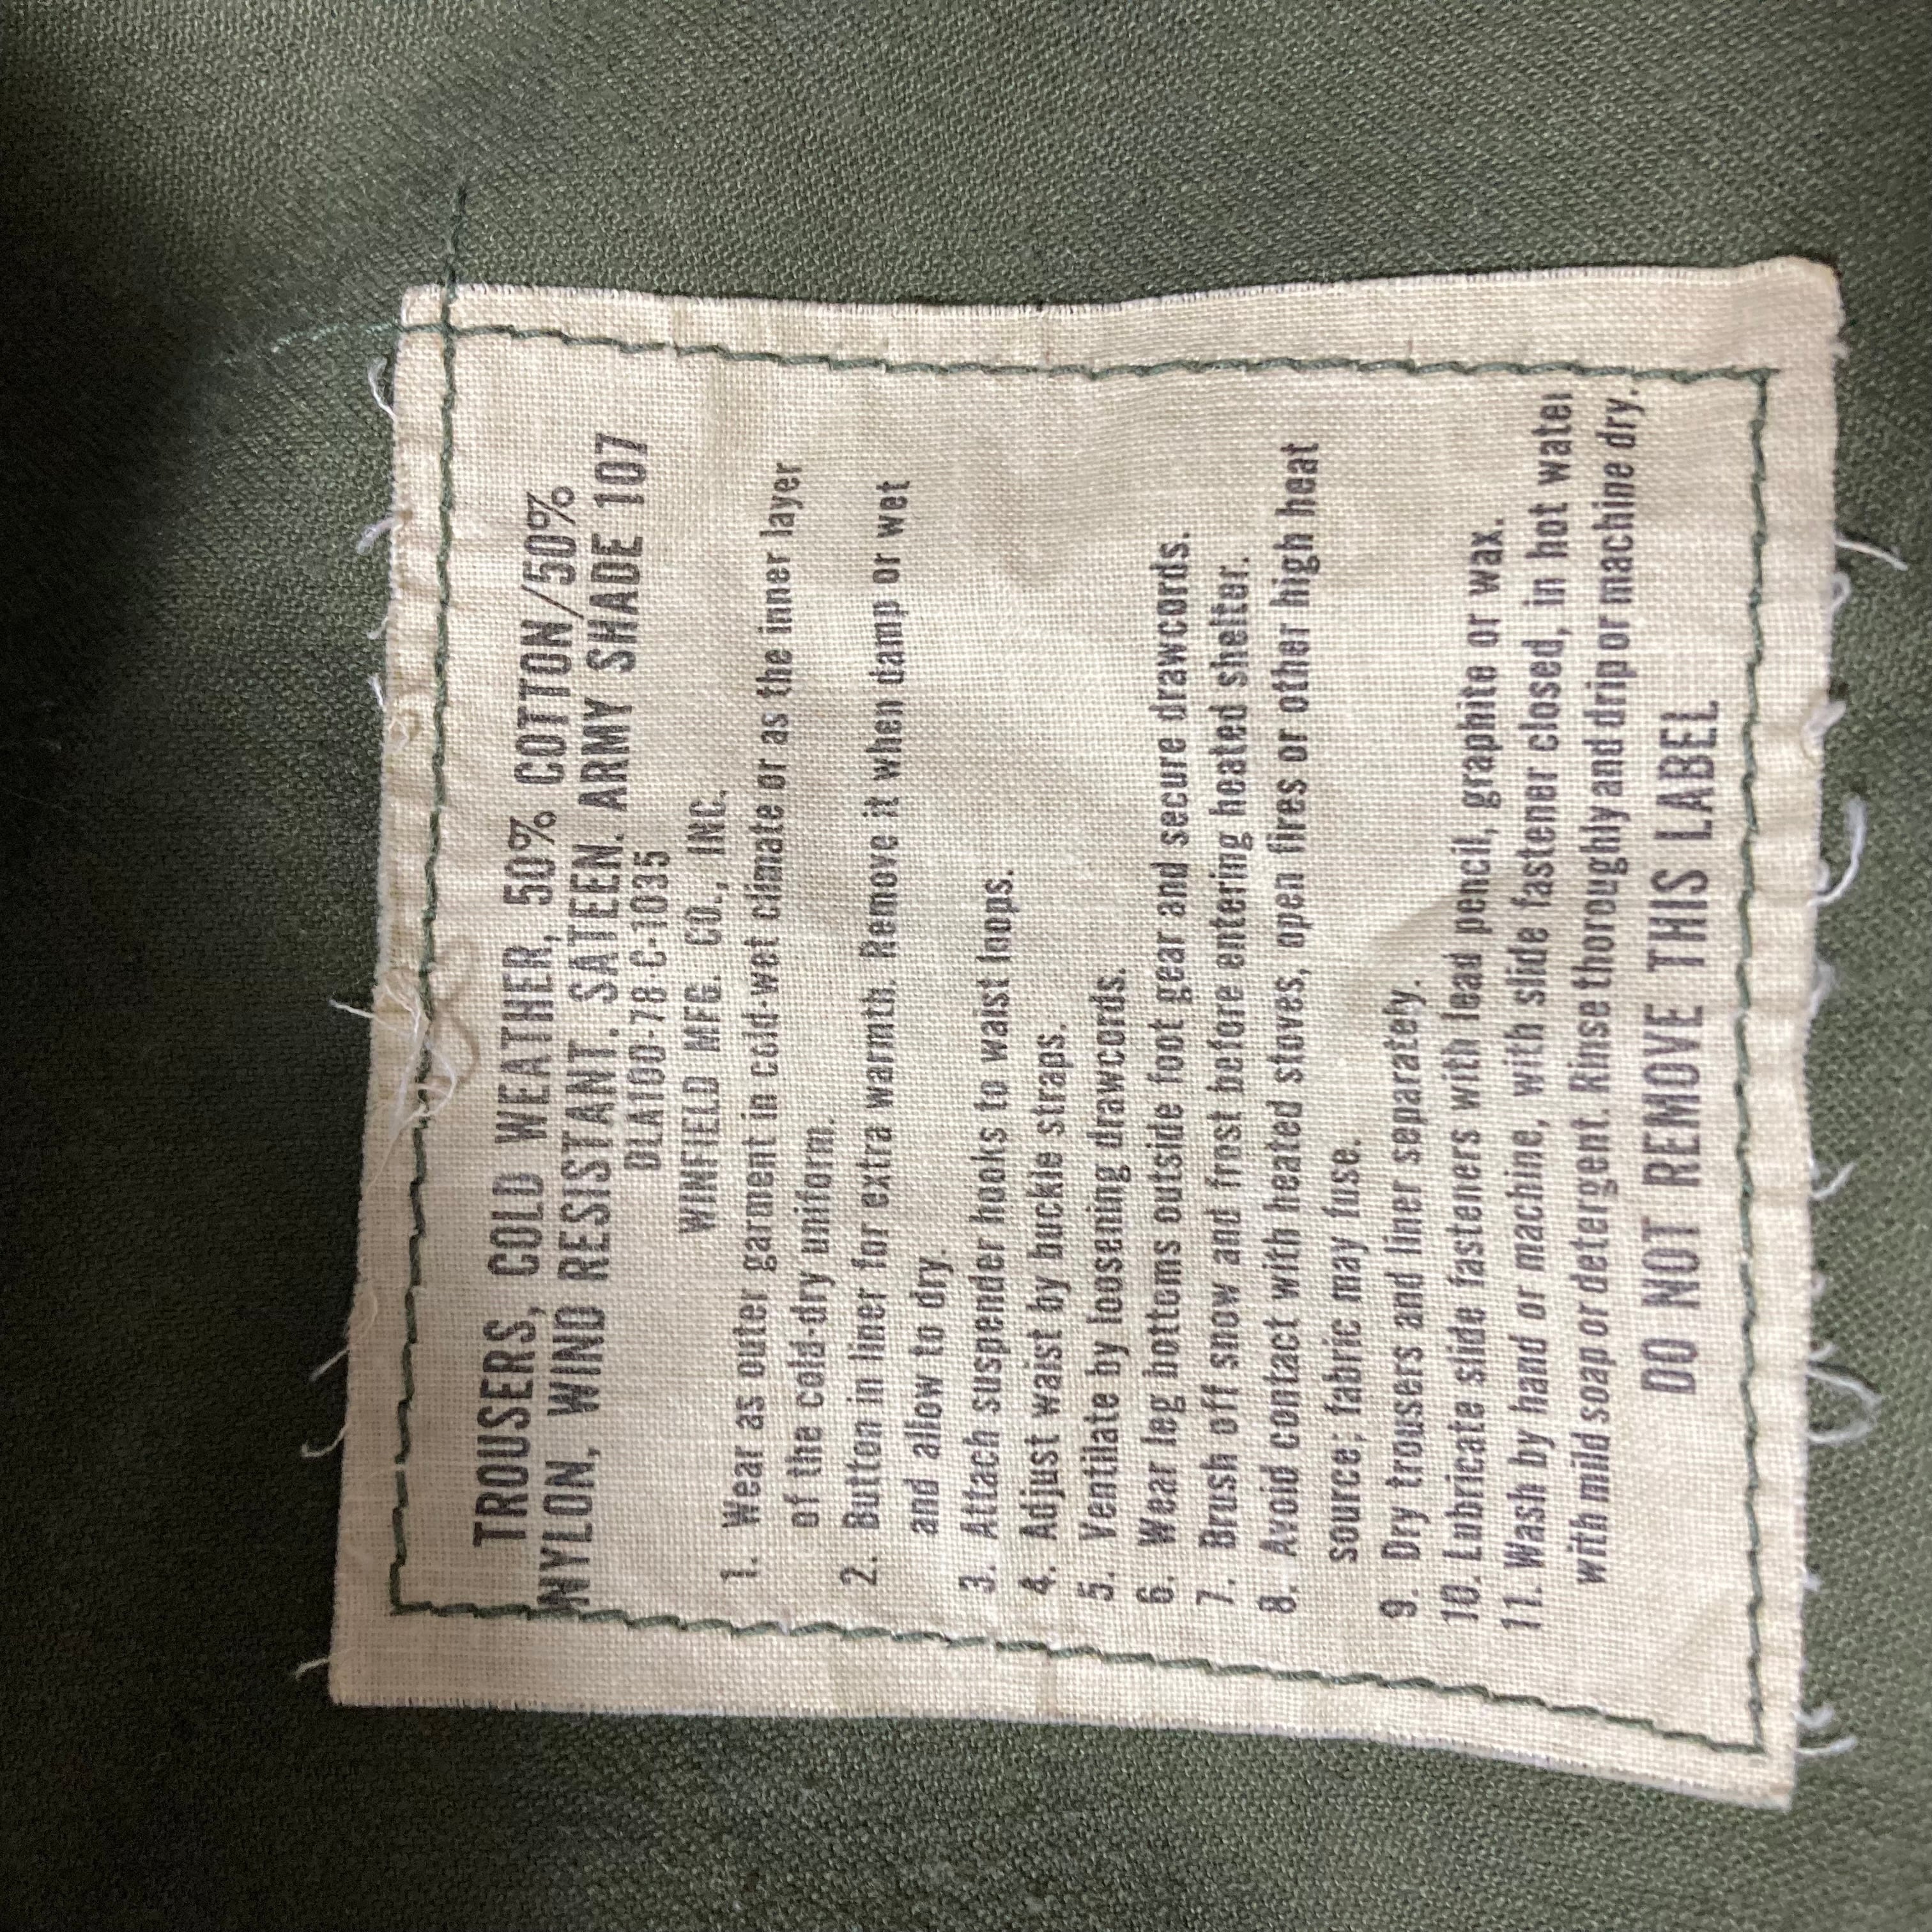 TROUSERS, COLD WEATHER, 50% COTTON/50%
NYLON, WIND RESISTANT. SATEEN. ARMY SHADE 107
DLA100-78-C-1035
WINFIELD MFG. CO., INC.
1. Wear as outer garment in cold-wet climate or as the inner layer
of the cold-dry uniform.
2. Button in liner for extra warmth. Remove it when damp or wet
and allow to dry.
3. Attach suspender hooks to waist loops.
4. Adjust waist by buckle straps.
5. Ventilate by loosening drawcords.
6. Wear leg bottoms outside foot gear and secure drawcords.
7. Brush off snow and frost before entering heated shelter.
8. Avoid contact with heated stoves, open fires or other high heat
source; fabric may fuse.
9. Dry trousers and liner separately.
10. Lubricate slide fasteners with lead pencil, graphite or wax.
11. Wash by hand or machine, with slide fastener closed, in hot water
with mild soap or detergent. Rinse thoroughly and drip or machine dry.
DO NOT REMOVE THIS LABEL